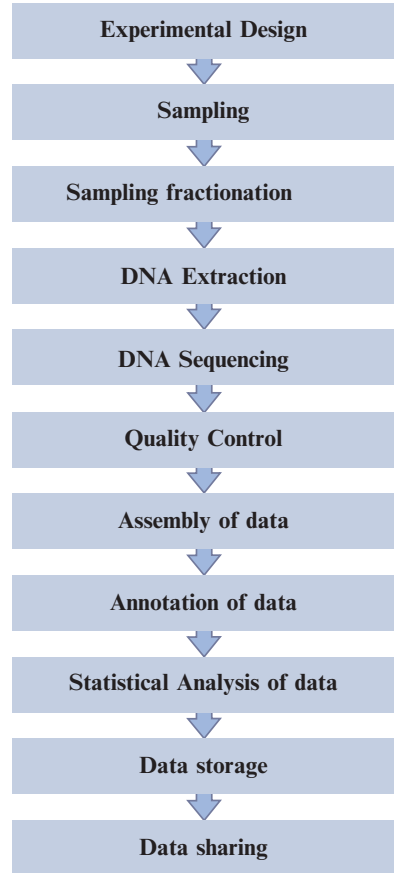 Experimental Design
Sampling
Sampling fractionation
DNA Extraction
DNA Sequencing
Quality Control
Assembly of data
Annotation of data
Statistical Analysis of data
Data storage
Data sharing